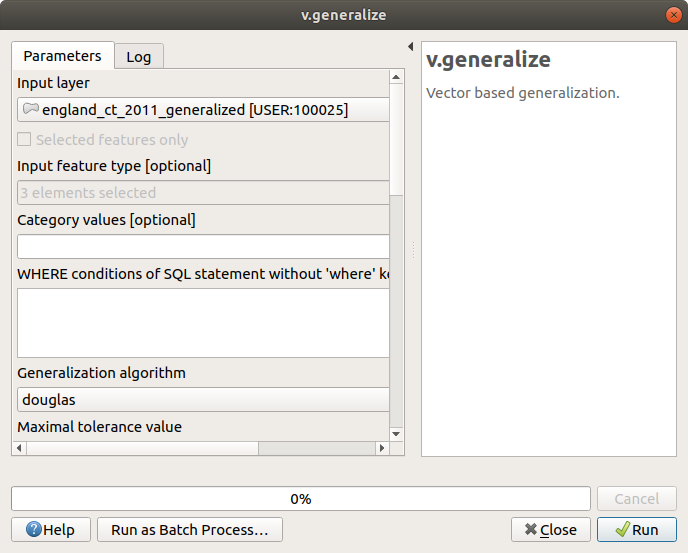 v.generalize
Parameters
Log
Input layer
england_ct_2011_generalized [USER:100025]
Selected features only
Input feature type [optional]
3 elements selected
Category values [optional]
WHERE conditions of SQL statement without 'where' ke
Generalization algorithm
douglas
Maximal tolerance value
v.generalize
Vector based generalization.
0%
Cancel
Help
Run as Batch Process…
Close
Run